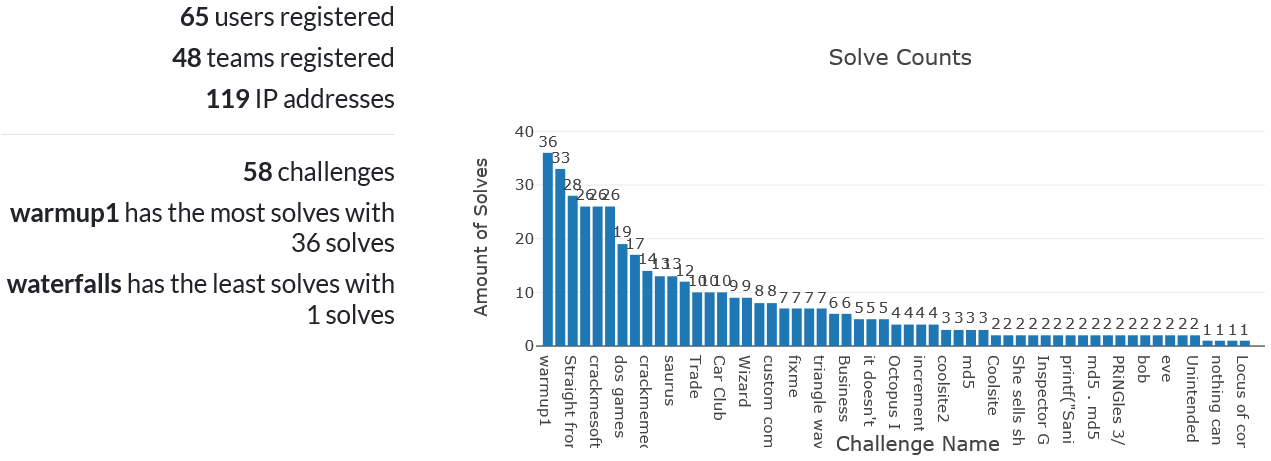 65 users registered
48 teams registered
119 IP addresses
58 challenges
warmup1 has the most solves with
36 solves
waterfalls has the least solves with
1 solves
Solve Counts
Amount of Solves
40
30
20
10
0
36
33
28
26 26 26
19
17
14
13 13
12
10 10 10
9 9
8 8
7 7 7 7
6 6
5 5 5
4 4 4 4
3 3 3 3
2 2 2 2 2 2 2 2 2 2 2 2 2 2 2 2 2
1 1 1 1
warmup1
Straight fror
crackmesoft
dos games
crackmemec
saurus
Trade
Car Club
Wizard
custom com
fixme
triangle wav
Business
it doesn't
Octopus I
increment
coolsite2
md5
Coolsite
She sells sh
Inspector G
printf("Sani
md5 . md5
PRiNGles 3/
bob
eve
Unintended
nothing can
Locus of cor
Challenge Name